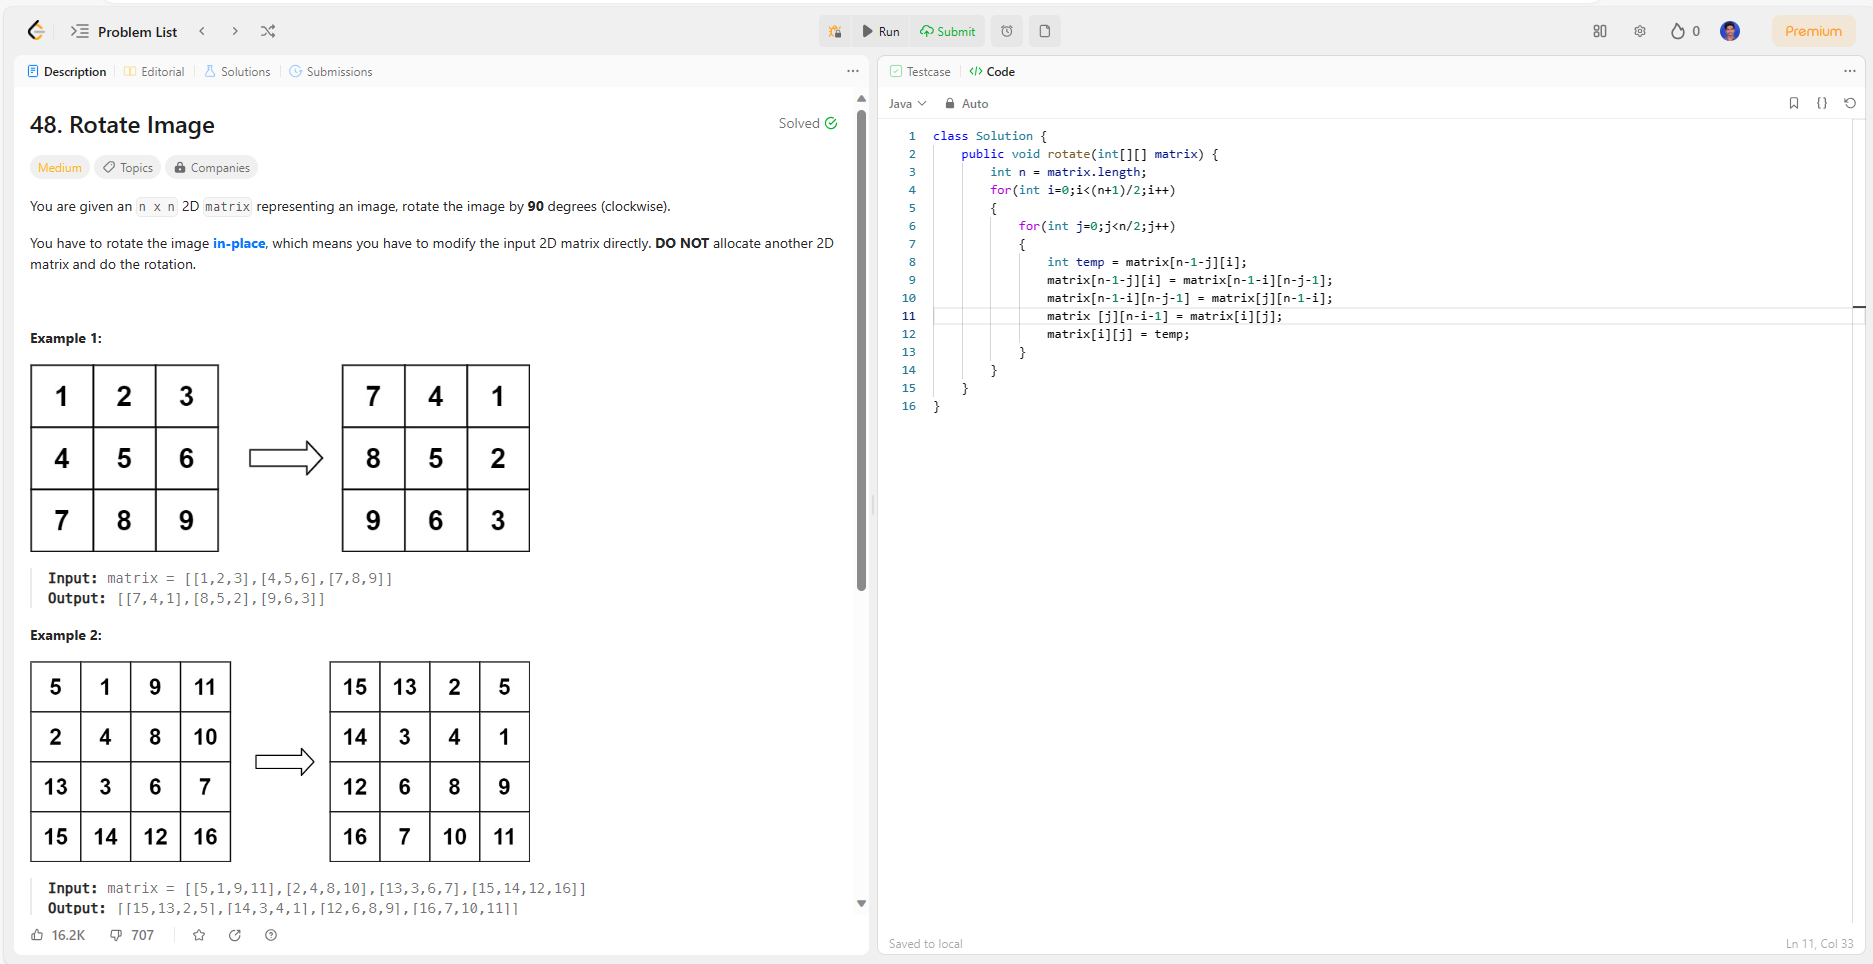 Problem List
Run
Submit
0
Premium
Description
Editorial
Solutions
Submissions
48. Rotate Image
Solved
Medium
Topics
Companies
You are given an n x n 2D matrix representing an image, rotate the image by 90 degrees (clockwise).
You have to rotate the image in-place, which means you have to modify the input 2D matrix directly. DO NOT allocate another 2D
matrix and do the rotation.
Example 1:
1 2 3
4 5 6
7 8 9
7 4 1
8 5 2
9 6 3
Input: matrix = [[1,2,3],[4,5,6],[7,8,9]]
Output: [[7,4,1],[8,5,2],[9,6,3]]
Example 2:
5 1 9 11
2 4 8 10
13 3 6 7
15 14 12 16
15 13 2 5
14 3 4 1
12 6 8 9
16 7 10 11
Input: matrix = [[5,1,9,11],[2,4,8,10],[13,3,6,7],[15,14,12,16]]
Output: [[15,13,2,5],[14,3,4,1],[12,6,8,9],[16,7,10,11]]
16.2K
707
Testcase
Code
Java
Auto
1 class Solution {
2 public void rotate(int[][] matrix) {
3 int n = matrix.length;
4 for(int i=0;i<(n+1)/2;i++)
5 {
6 for(int j=0;j<n/2;j++)
7 {
8 int temp = matrix[n-1-j][i];
9 matrix[n-1-j][i] = matrix[n-1-i][n-j-1];
10 matrix[n-1-i][n-j-1] = matrix[j][n-1-i];
11 matrix [j][n-i-1] = matrix[i][j];
12 matrix[i][j] = temp;
13 }
14 }
15 }
16 }
Saved to local
Ln 11, Col 33